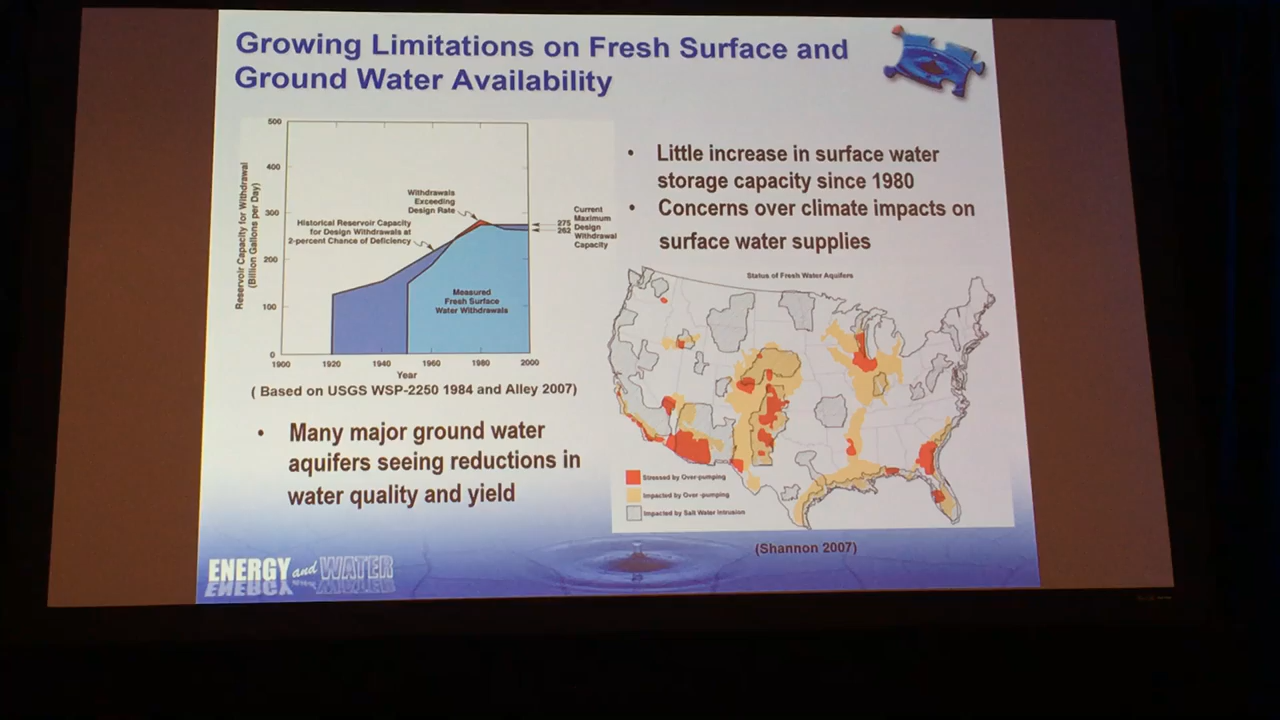 Growing Limitations on Fresh Surface and
Ground Water Availability
500
400
300
200
100
0
1900
1920
1940
1960
1980
2000
Year
Reservoir Capacity for Withdrawal
(Billion Gallons per Day)
Withdrawals
Exceeding
Design Rate
Historical Reservoir Capacity
for Design Withdrawals at
2-percent Chance of Deficiency
Measured
Fresh Surface
Water Withdrawals
275
262
Current
Maximum
Design
Withdrawal
Capacity
( Based on USGS WSP-2250 1984 and Alley 2007)
• Many major ground water
aquifers seeing reductions in
water quality and yield
• Little increase in surface water
storage capacity since 1980
• Concerns over climate impacts on
surface water supplies
Status of Fresh Water Aquifers
Stressed by Over-pumping
Impacted by Over-pumping
Impacted by Salt Water Intrusion
(Shannon 2007)
ENERGY and WATER